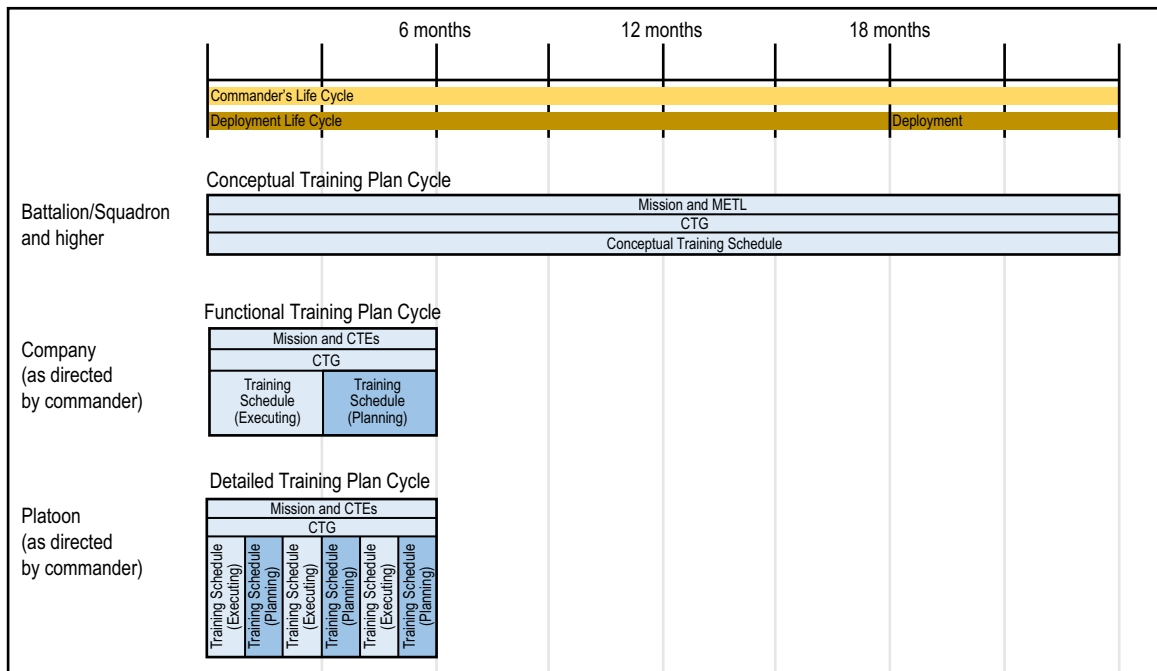 6 months
12 months
18 months
Commander's Life Cycle
Deployment Life Cycle
Deployment
Conceptual Training Plan Cycle
Battalion/Squadron
and higher
Mission and METL
CTG
Conceptual Training Schedule
Functional Training Plan Cycle
Company
(as directed
by commander)
Mission and CTEs
CTG
Training
Schedule
(Executing)
Training
Schedule
(Planning)
Detailed Training Plan Cycle
Platoon
(as directed
by commander)
Mission and CTEs
CTG
Training Schedule
(Executing)
Training Schedule
(Planning)
Training Schedule
(Executing)
Training Schedule
(Planning)
Training Schedule
(Executing)
Training Schedule
(Planning)